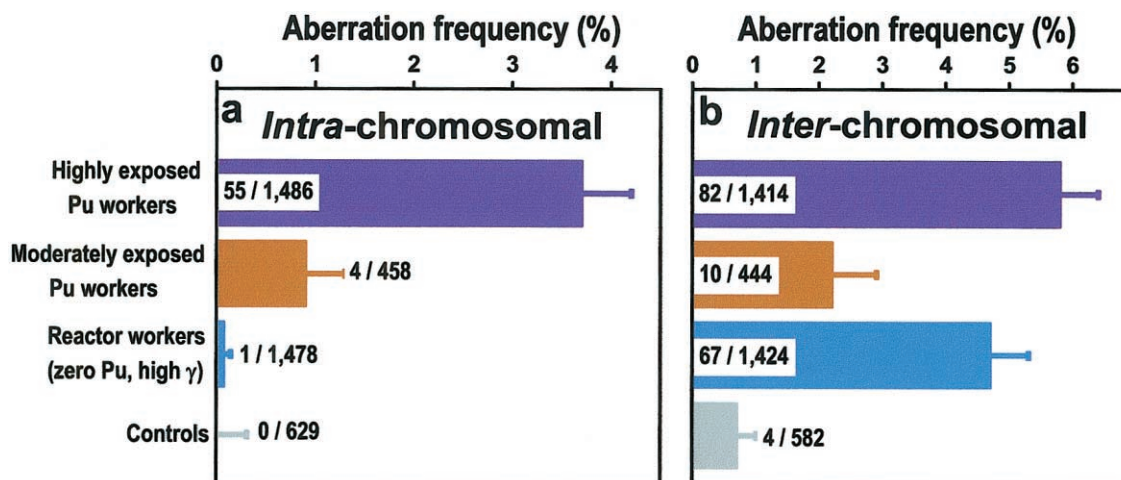 Aberration frequency (%)
0 1 2 3 4
a Intra-chromosomal
Aberration frequency (%)
0 1 2 3 4 5 6
b Inter-chromosomal
Highly exposed
Pu workers
55 / 1,486
82 / 1,414
Moderately exposed
Pu workers
4 / 458
10 / 444
Reactor workers
(zero Pu, high γ)
1 / 1,478
67 / 1,424
Controls
0 / 629
4 / 582